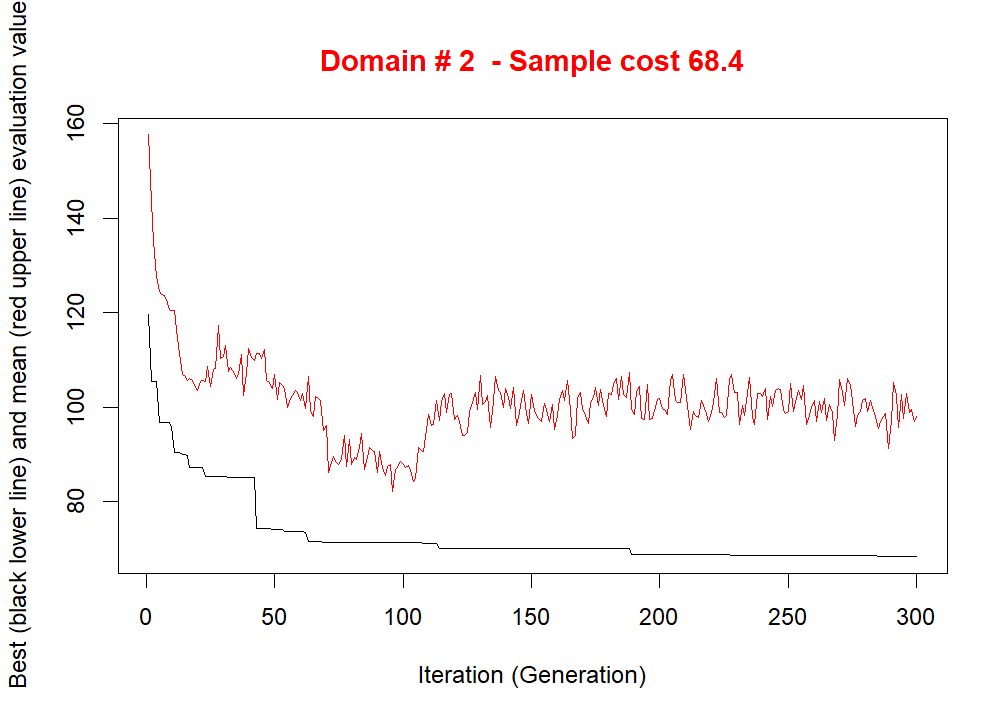 Domain # 2  - Sample cost 68.4
Best (black lower line) and mean (red upper line) evaluation value
160
140
120
100
80
0 50 100 150 200 250 300
Iteration (Generation)